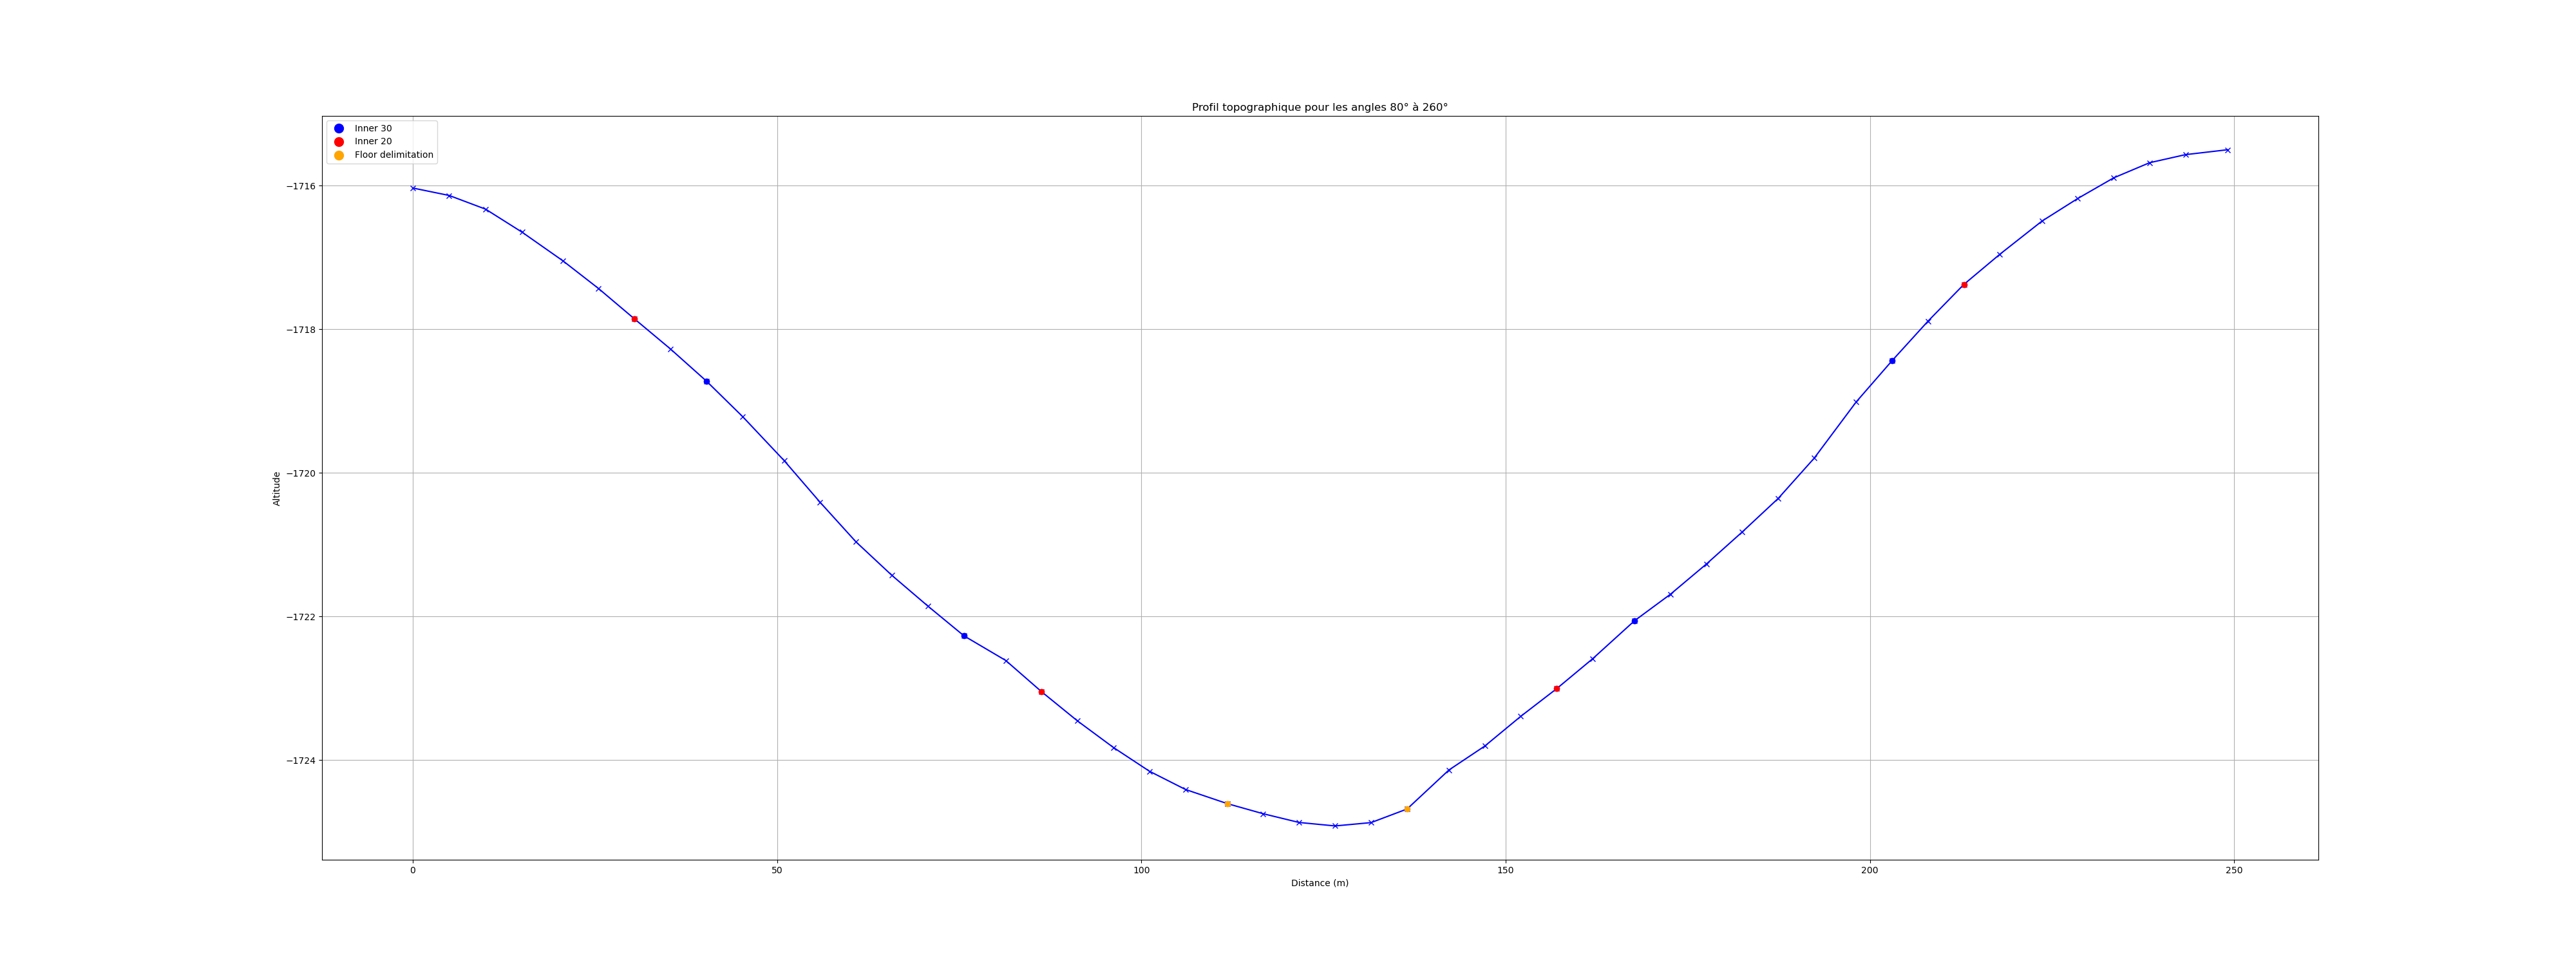 Profil topographique pour les angles 80° à 260°
Inner 30
Inner 20
Floor delimitation
−1716
−1718
−1720
−1722
−1724
Altitude
0
50
100
150
200
250
Distance (m)